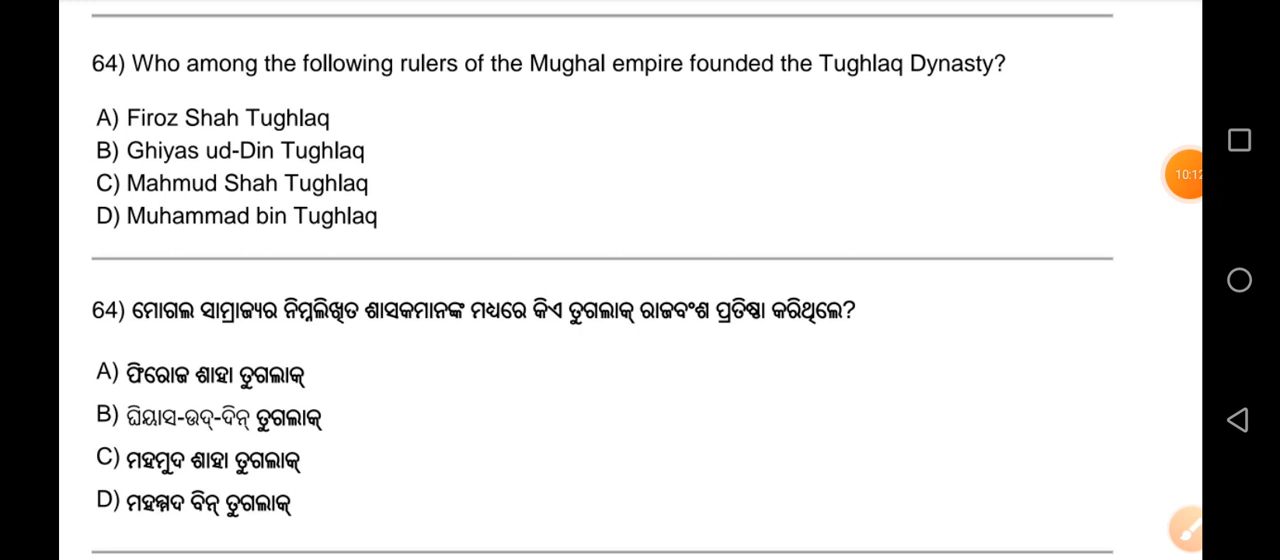 64) Who among the following rulers of the Mughal empire founded the Tughlaq Dynasty?
A) Firoz Shah Tughlaq
B) Ghiyas ud-Din Tughlaq
C) Mahmud Shah Tughlaq
D) Muhammad bin Tughlaq
10:12
64) ମୋଗଲ ସାମ୍ରାଜ୍ୟର ନିମ୍ନଲିଖିତ ଶାସକମାନଙ୍କ ମଧ୍ୟରେ କିଏ ତୁଗଲାକ୍ ରାଜବଂଶ ପ୍ରତିଷ୍ଠା କରିଥିଲେ?
A) ଫିରୋଜ ଶାହା ତୁଗଲାକ୍
B) ଘିୟାସ-ଉଦ୍-ଦିନ୍ ତୁଗଲାକ୍
C) ମହମୁଦ ଶାହା ତୁଗଲାକ୍
D) ମହମ୍ମଦ ବିନ୍ ତୁଗଲାକ୍